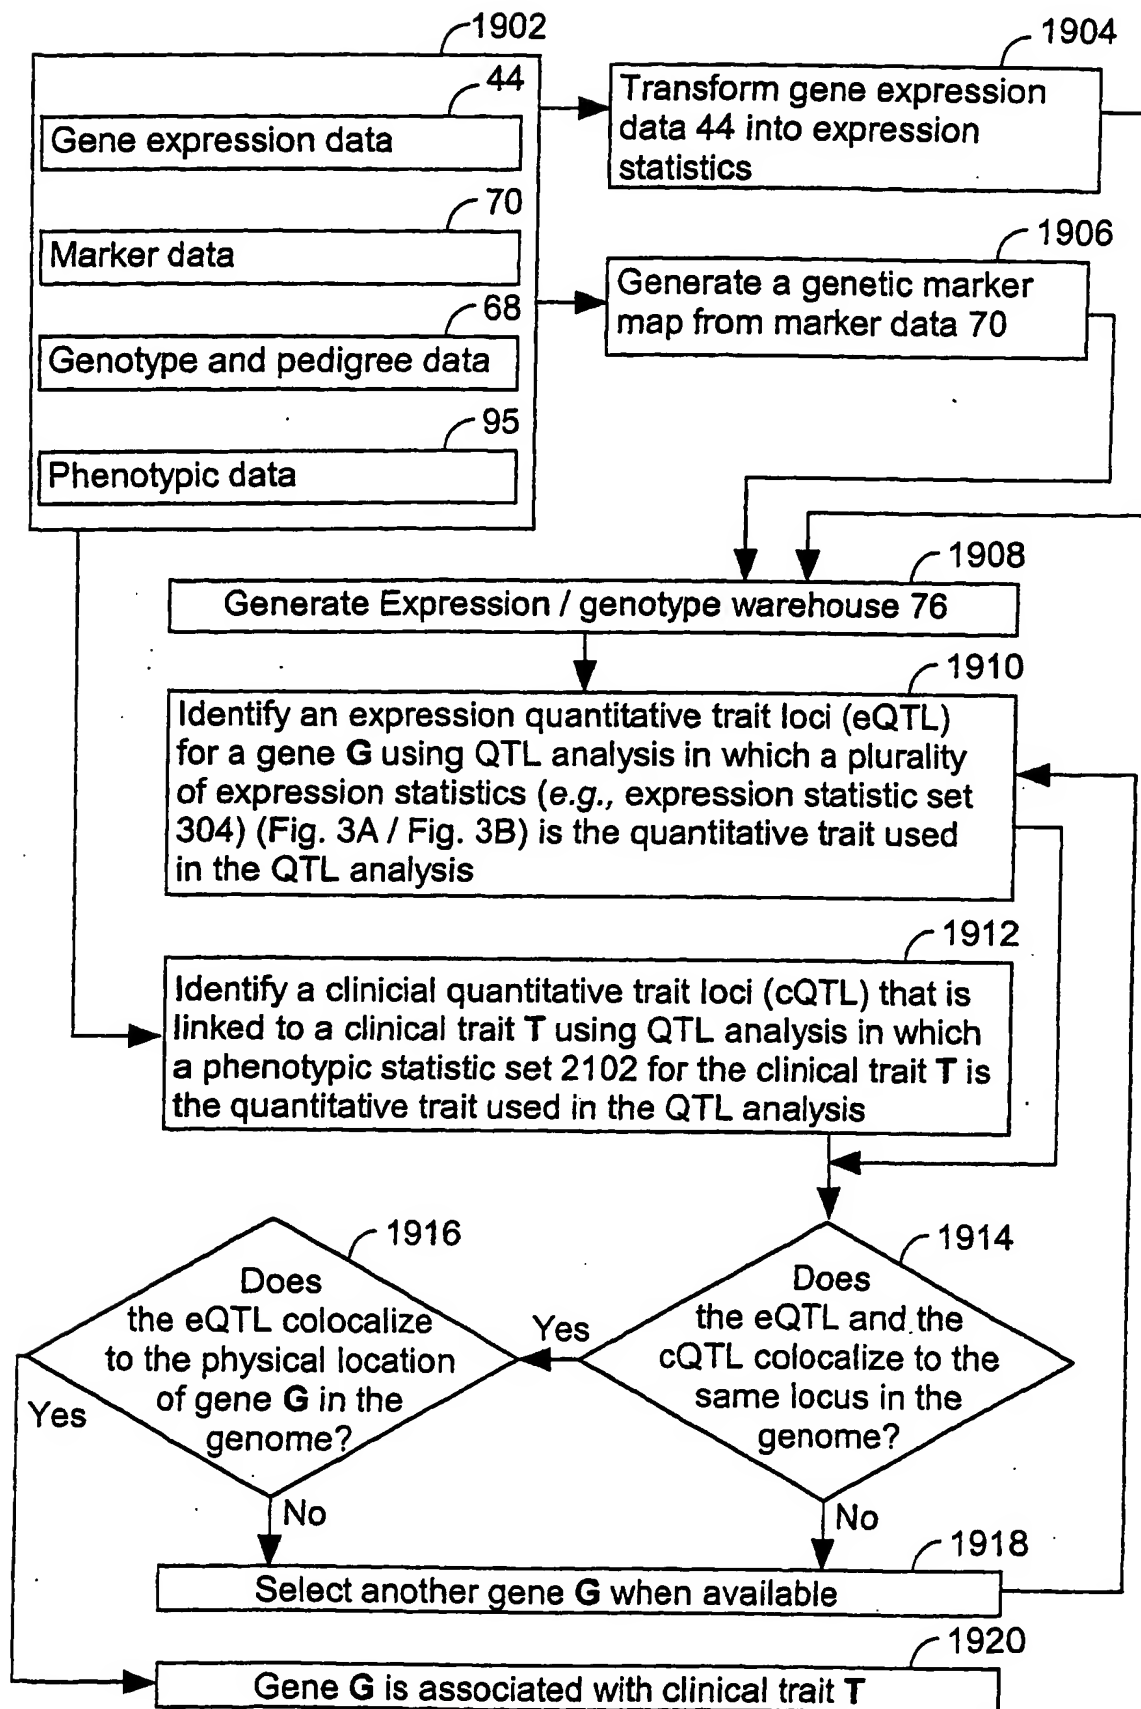 1902
44
Gene expression data
70
Marker data
68
Genotype and pedigree data
95
Phenotypic data
1904
Transform gene expression
data 44 into expression
statistics
1906
Generate a genetic marker
map from marker data 70
1908
Generate Expression / genotype warehouse 76
1910
Identify an expression quantitative trait loci (eQTL)
for a gene G using QTL analysis in which a plurality
of expression statistics (e.g., expression statistic set
304) (Fig. 3A / Fig. 3B) is the quantitative trait used
in the QTL analysis
1912
Identify a clinicial quantitative trait loci (cQTL) that is
linked to a clinical trait T using QTL analysis in which
a phenotypic statistic set 2102 for the clinical trait T is
the quantitative trait used in the QTL analysis
1914
Does
the eQTL and the
cQTL colocalize to the
same locus in the
genome?
Yes
No
1916
Does
the eQTL colocalize
to the physical location
of gene G in the
genome?
Yes
No
1918
Select another gene G when available
1920
Gene G is associated with clinical trait T